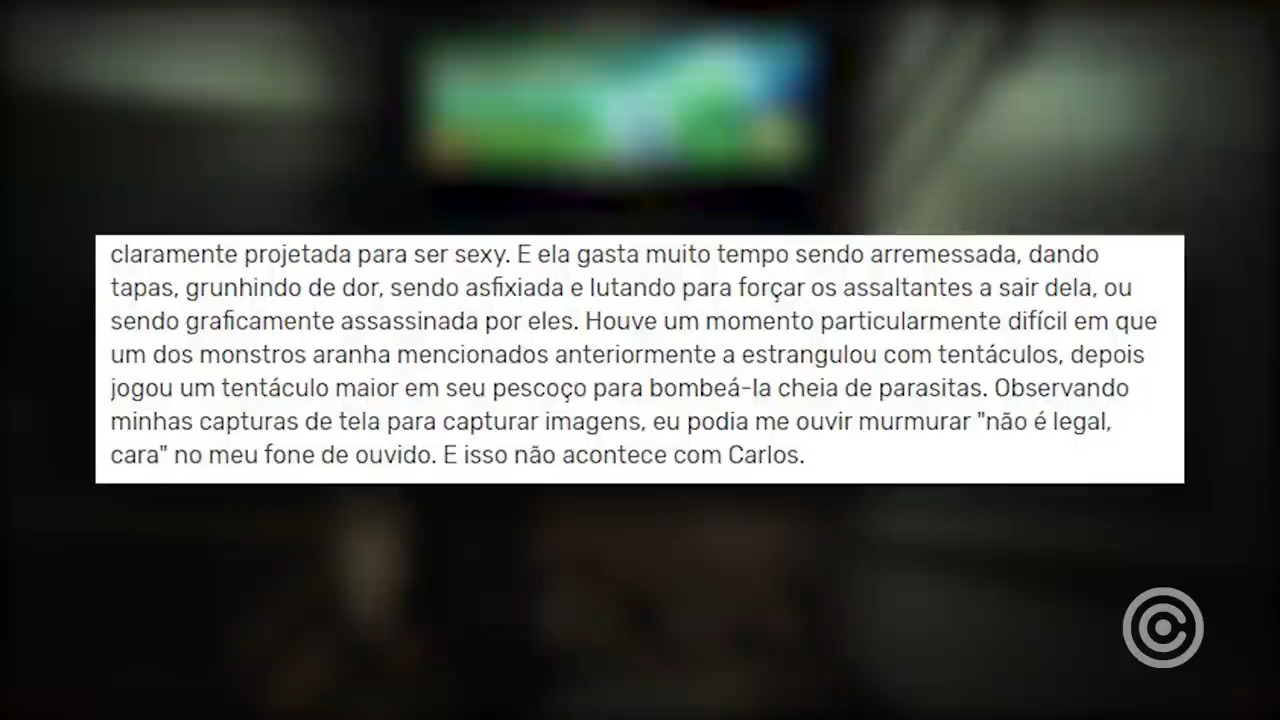 claramente projetada para ser sexy. E ela gasta muito tempo sendo arremessada, dando
tapas, grunhindo de dor, sendo asfixiada e lutando para forçar os assaltantes a sair dela, ou
sendo graficamente assassinada por eles. Houve um momento particularmente difícil em que
um dos monstros aranha mencionados anteriormente a estrangulou com tentáculos, depois
jogou um tentáculo maior em seu pescoço para bombeá-la cheia de parasitas. Observando
minhas capturas de tela para capturar imagens, eu podia me ouvir murmurar "não é legal,
cara" no meu fone de ouvido. E isso não acontece com Carlos.